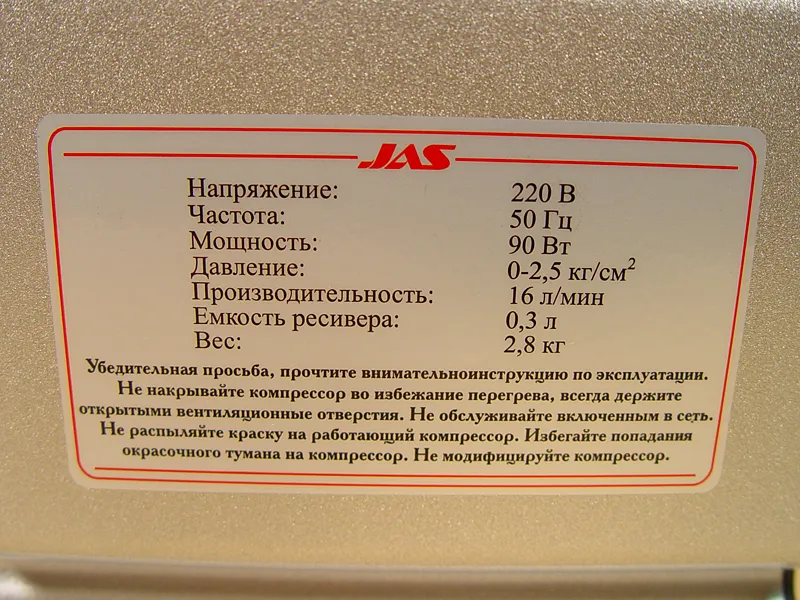 JAS
Напряжение: 220 В
Частота: 50 Гц
Мощность: 90 Вт
Давление: 0-2,5 кг/см²
Производительность: 16 л/мин
Емкость ресивера: 0,3 л
Вес: 2,8 кг
Убедительная просьба, прочтите внимательноинструкцию по эксплуатации.
Не накрывайте компрессор во избежание перегрева, всегда держите
открытыми вентиляционные отверстия. Не обслуживайте включенным в сеть.
Не распыляйте краску на работающий компрессор. Избегайте попадания
окрасочного тумана на компрессор. Не модифицируйте компрессор.